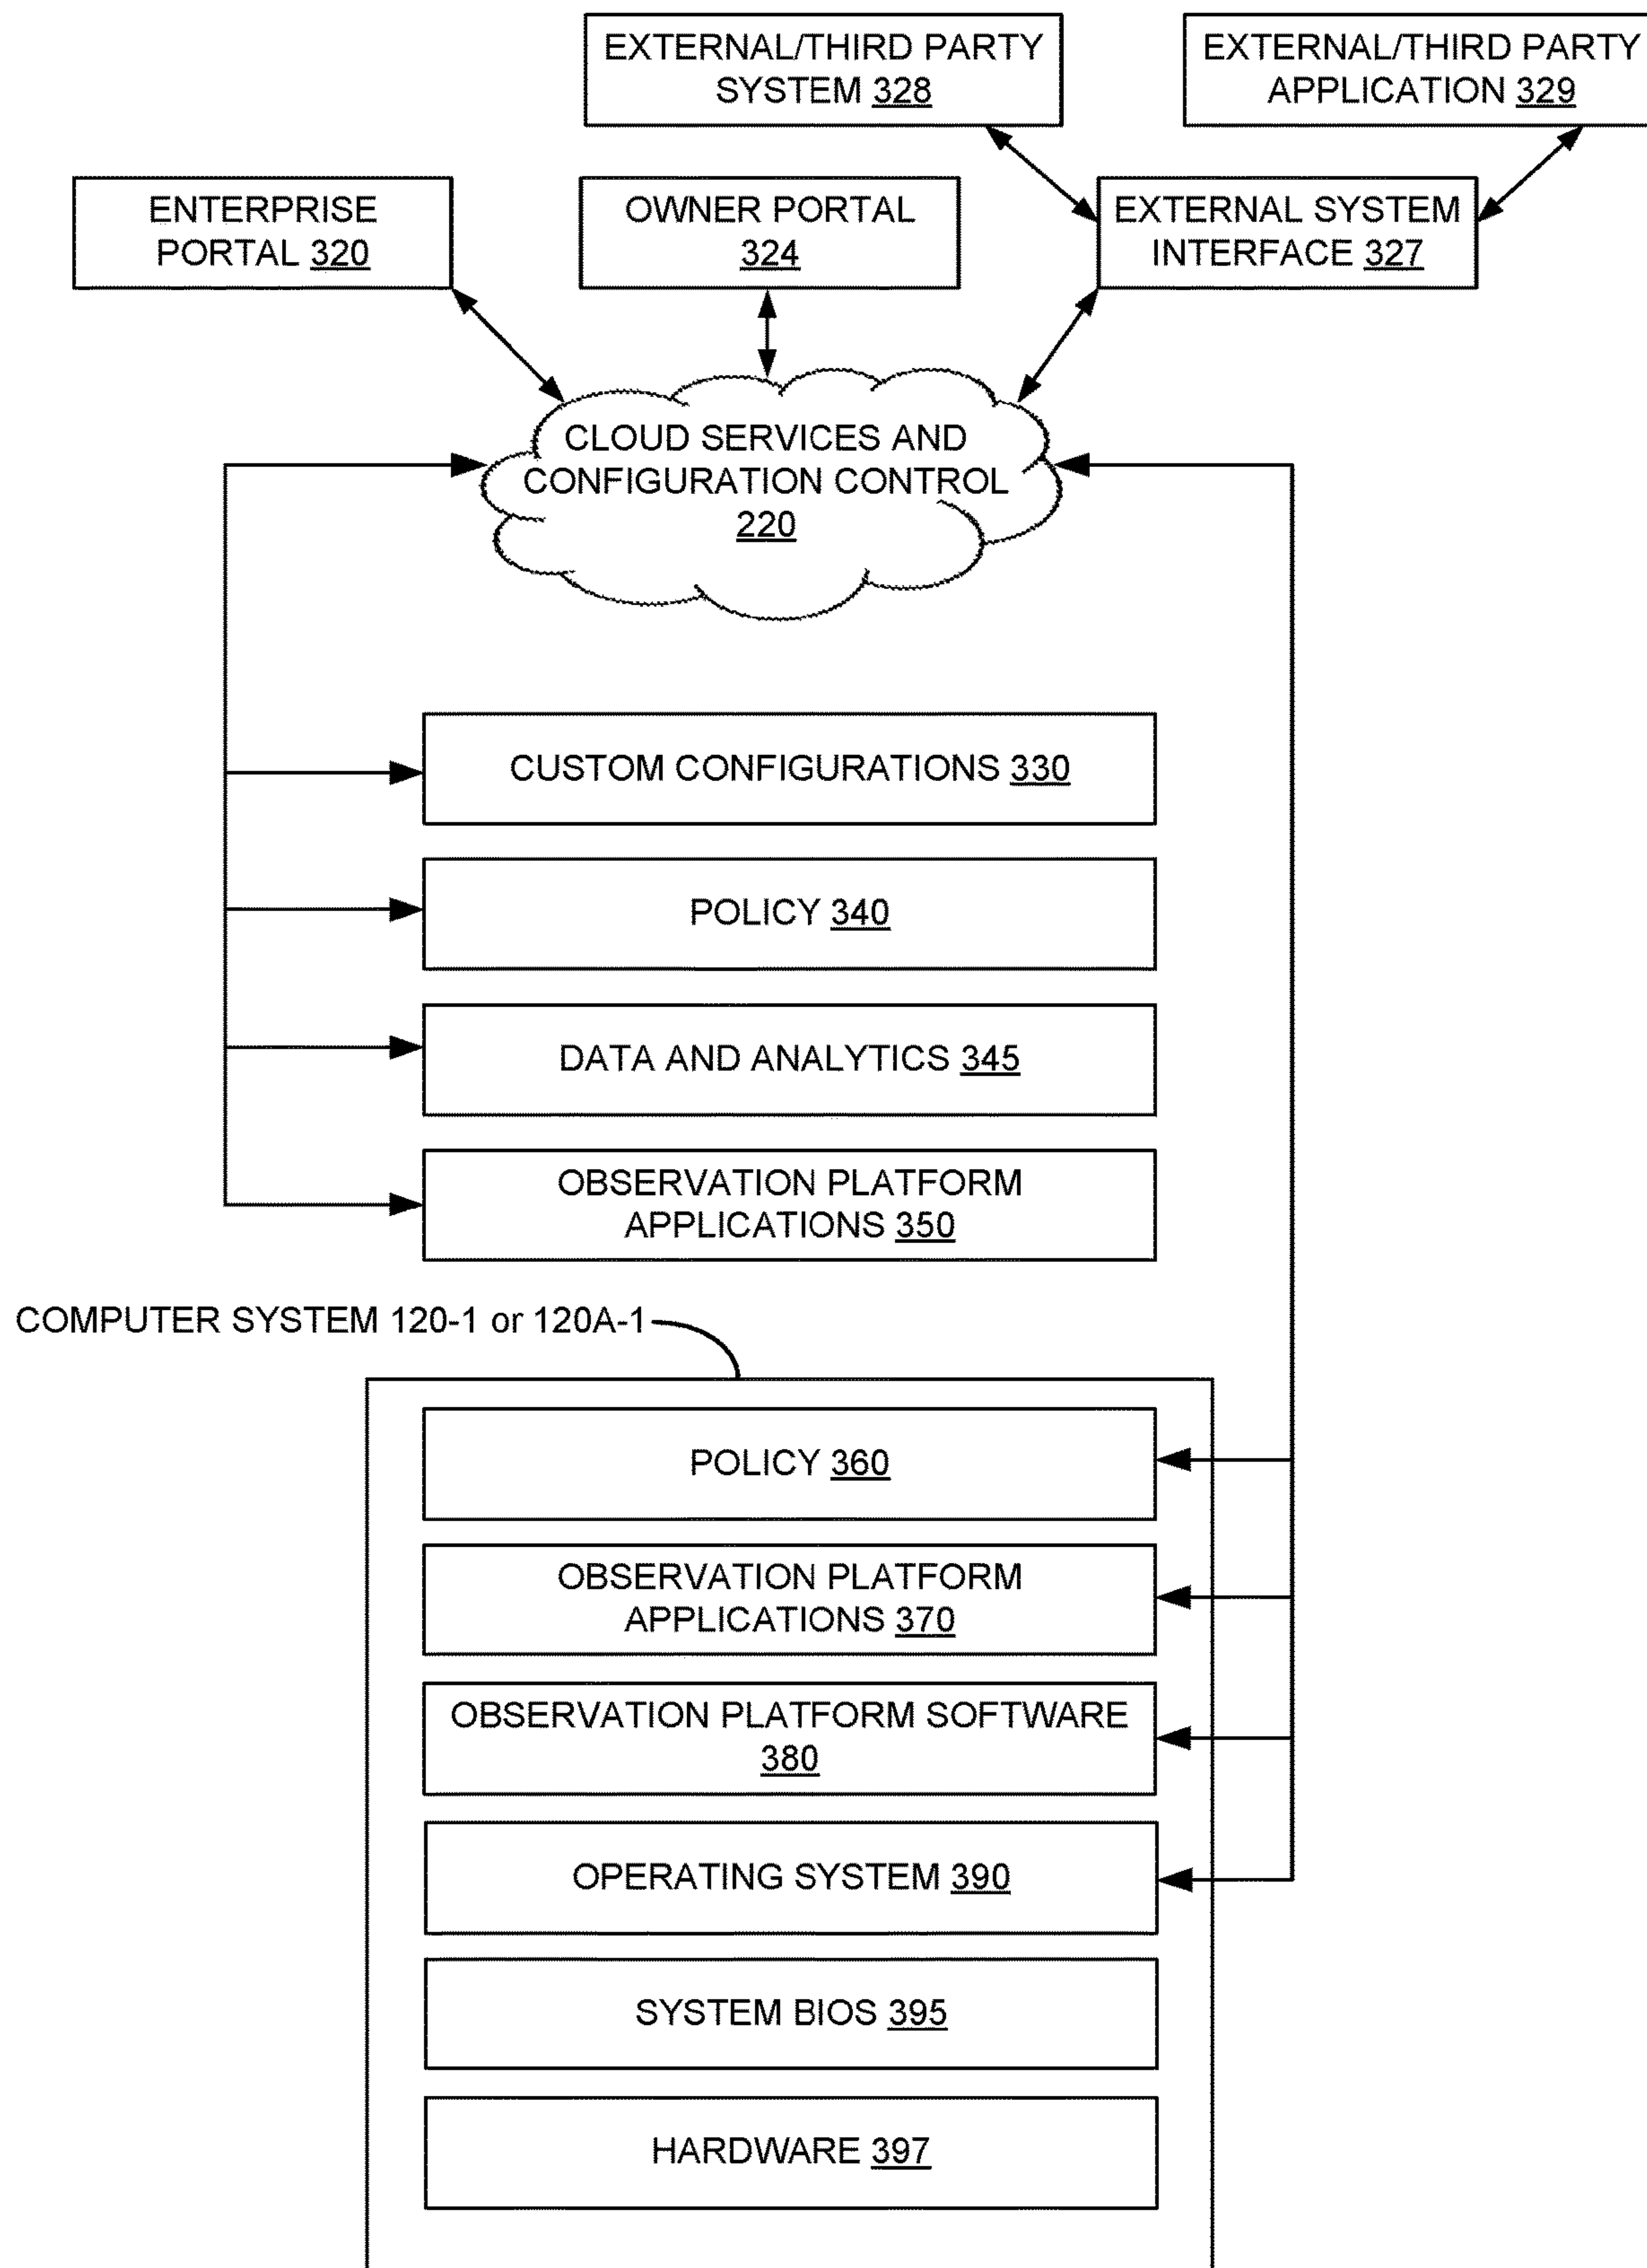 EXTERNAL/THIRD PARTY
SYSTEM 328
EXTERNAL/THIRD PARTY
APPLICATION 329
ENTERPRISE
PORTAL 320
OWNER PORTAL
324
EXTERNAL SYSTEM
INTERFACE 327
CLOUD SERVICES AND
CONFIGURATION CONTROL
220
CUSTOM CONFIGURATIONS 330
POLICY 340
DATA AND ANALYTICS 345
OBSERVATION PLATFORM
APPLICATIONS 350
COMPUTER SYSTEM 120-1 or 120A-1
POLICY 360
OBSERVATION PLATFORM
APPLICATIONS 370
OBSERVATION PLATFORM SOFTWARE
380
OPERATING SYSTEM 390
SYSTEM BIOS 395
HARDWARE 397